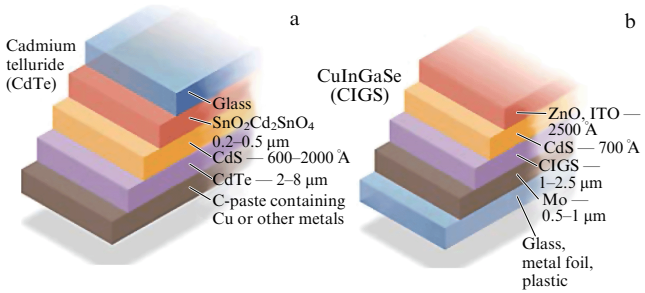 a
Cadmium
telluride
(CdTe)
Glass
SnO₂Cd₂SnO₄
0.2–0.5 μm
CdS — 600–2000 Å
CdTe — 2–8 μm
C-paste containing
Cu or other metals
b
CuInGaSe
(CIGS)
ZnO, ITO —
2500 Å
CdS — 700 Å
CIGS —
1–2.5 μm
Mo —
0.5–1 μm
Glass,
metal foil,
plastic